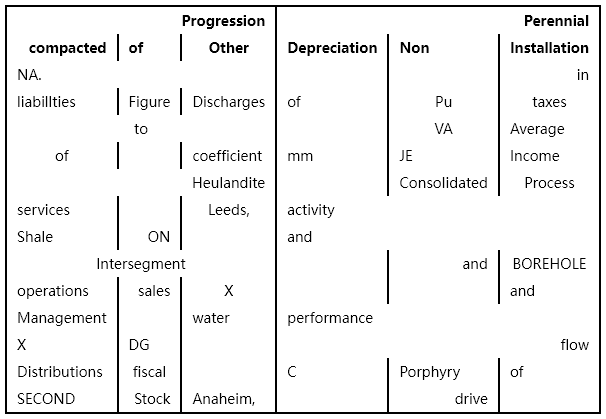 Progression Perennial
compacted of Other Depreciation Non Installation
NA. in
liabillties Figure Discharges of Pu taxes
to VA Average
of coefficient mm JE Income
Heulandite Consolidated Process
services Leeds, activity
Shale ON and
Intersegment and BOREHOLE
operations sales X and
Management water performance
X DG flow
Distributions fiscal C Porphyry of
SECOND Stock Anaheim, drive